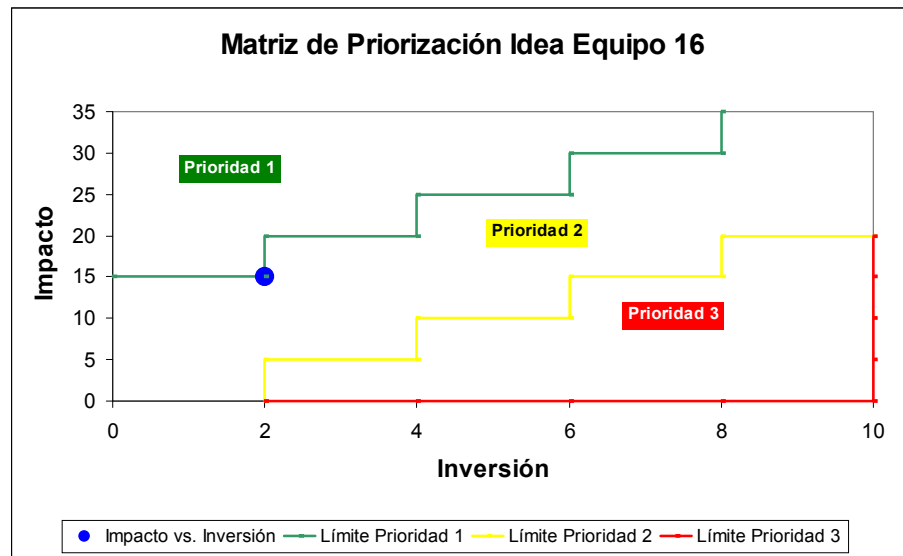 Matriz de Priorización Idea Equipo 16
35
30
25
20
15
10
5
0
Impacto
Prioridad 1
Prioridad 2
Prioridad 3
0 2 4 6 8 10
Inversión
Impacto vs. Inversión Límite Prioridad 1 Límite Prioridad 2 Límite Prioridad 3